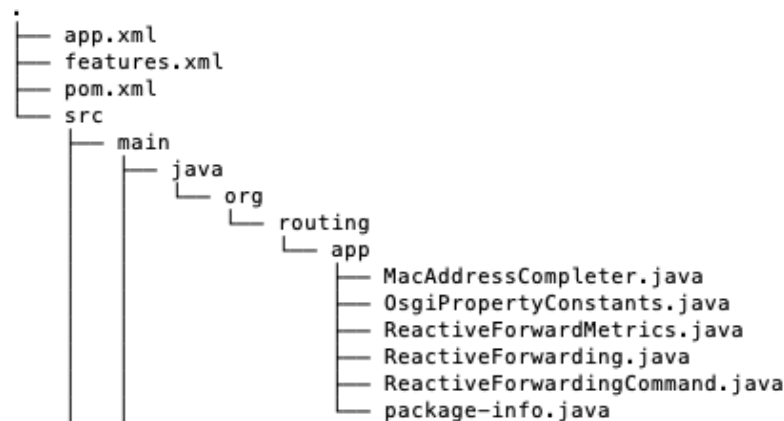 .
├── app.xml
├── features.xml
├── pom.xml
└── src
    ├── main
    │   ├── java
    │   │   └── org
    │   │       └── routing
    │   │           └── app
    │   │               ├── MacAddressCompleter.java
    │   │               ├── OsgiPropertyConstants.java
    │   │               ├── ReactiveForwardMetrics.java
    │   │               ├── ReactiveForwarding.java
    │   │               ├── ReactiveForwardingCommand.java
    │   │               └── package-info.java